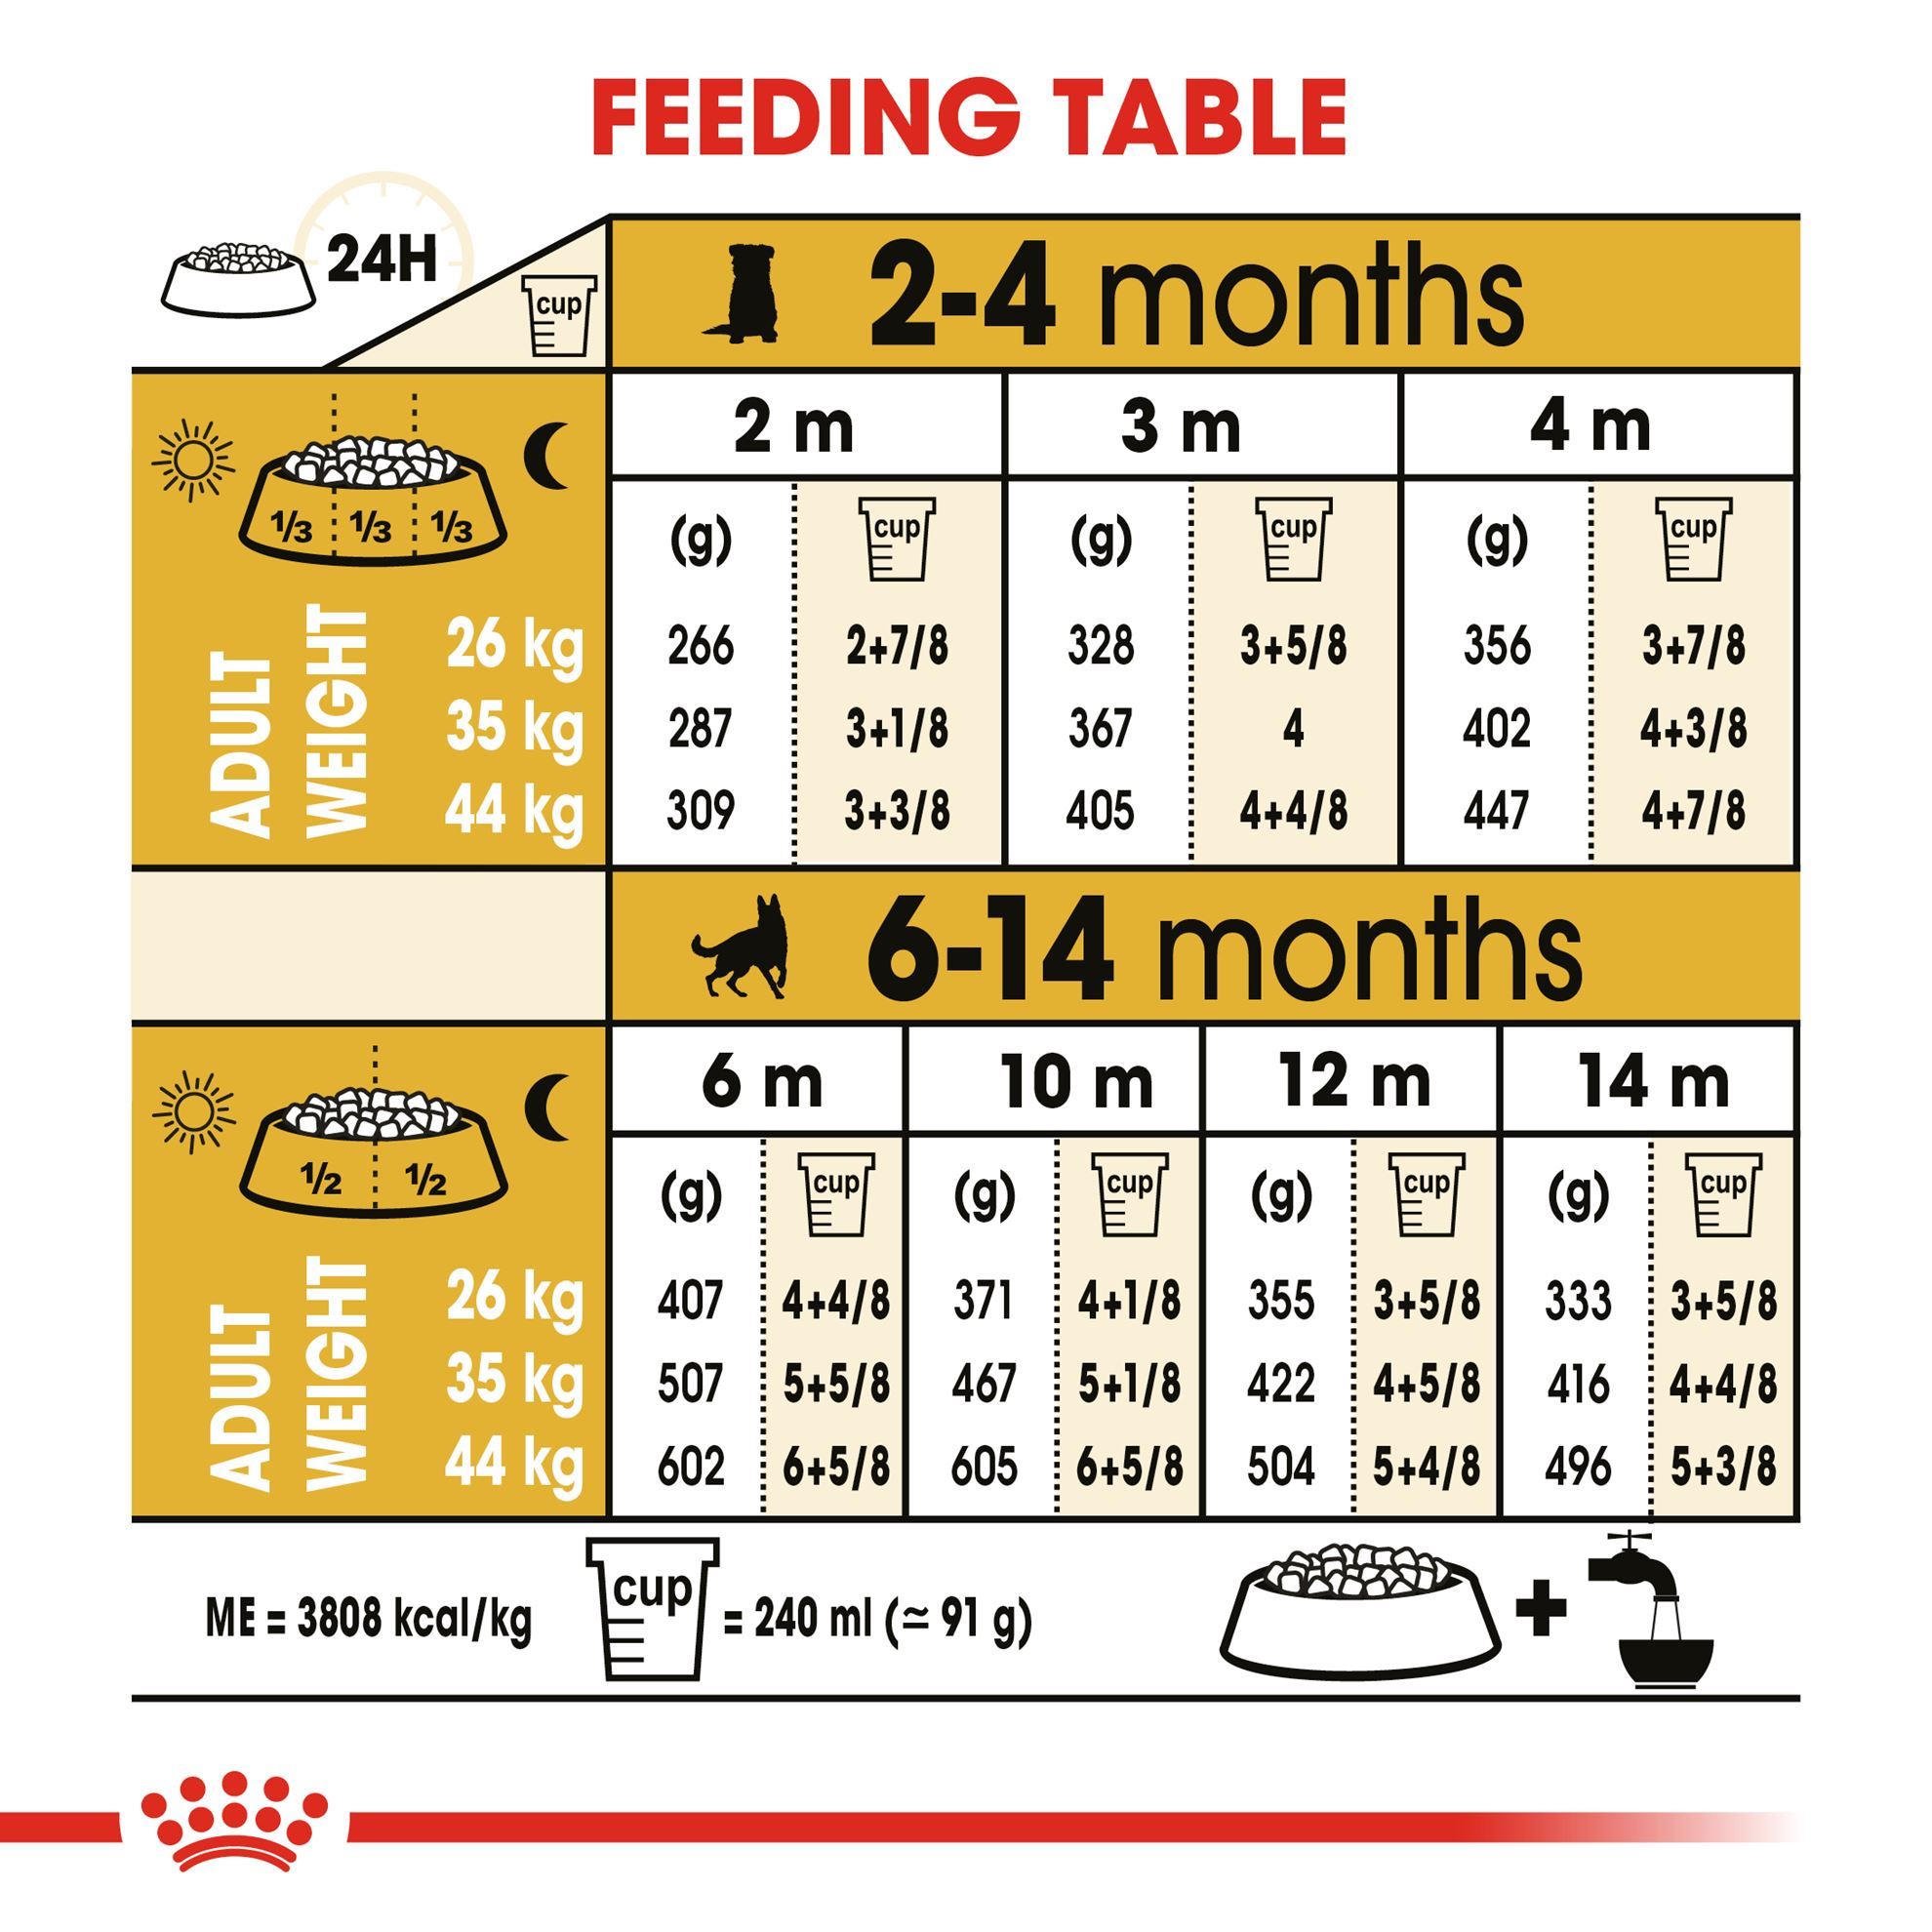 FEEDING TABLE
24H
cup
2-4 months
2 m 3 m 4 m
1/3 1/3 1/3
(g) cup (g) cup (g) cup
ADULT WEIGHT
26 kg 266 2+7/8 328 3+5/8 356 3+7/8
35 kg 287 3+1/8 367 4 402 4+3/8
44 kg 309 3+3/8 405 4+4/8 447 4+7/8
6-14 months
6 m 10 m 12 m 14 m
1/2 1/2
(g) cup (g) cup (g) cup (g) cup
ADULT WEIGHT
26 kg 407 4+4/8 371 4+1/8 355 3+5/8 333 3+5/8
35 kg 507 5+5/8 467 5+1/8 422 4+5/8 416 4+4/8
44 kg 602 6+5/8 605 6+5/8 504 5+4/8 496 5+3/8
ME = 3808 kcal/kg cup = 240 ml (≃ 91 g) +